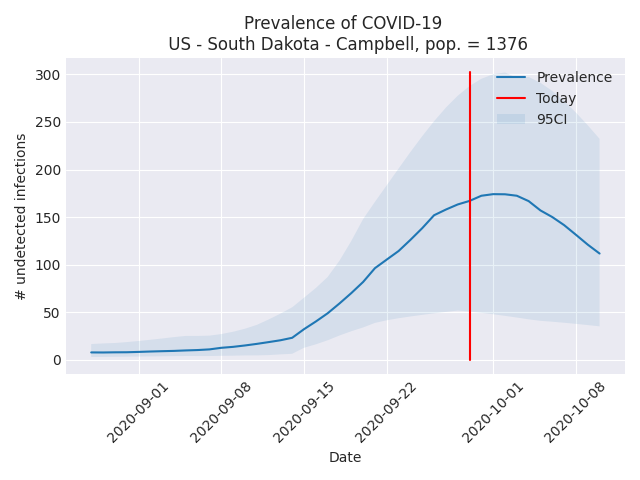 Prevalence of COVID-19
US - South Dakota - Campbell, pop. = 1376
Prevalence
Today
95CI
# undetected infections
300
250
200
150
100
50
0
2020-09-01
2020-09-08
2020-09-15
2020-09-22
2020-10-01
2020-10-08
Date